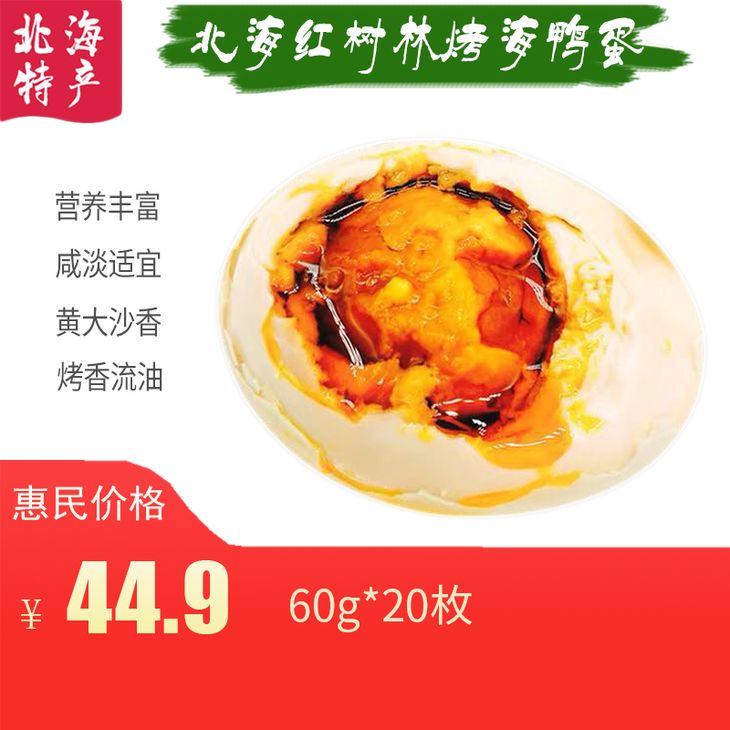 北海
特产
北海红树林烤海鸭蛋
营养丰富
咸淡适宜
黄大沙香
烤香流油
惠民价格
¥ 44.9 60g*20枚